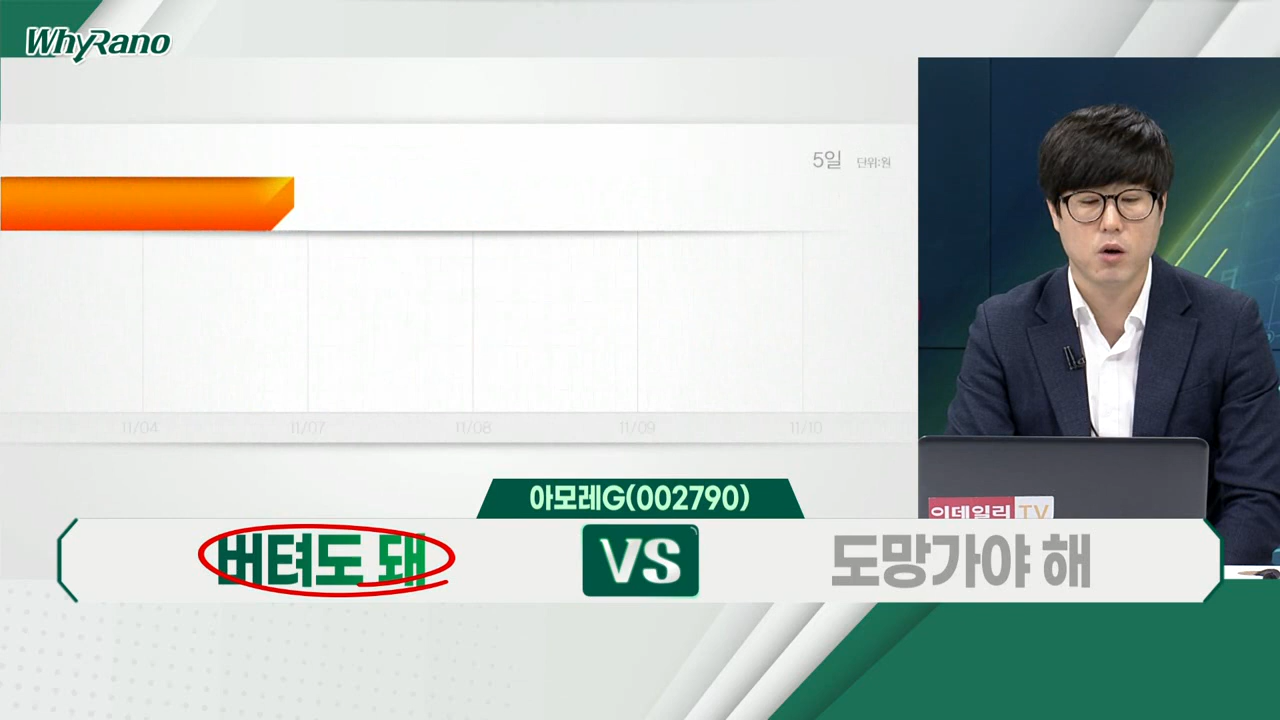 WhyRano
5일 단위:원
11/04 11/07 11/08 11/09 11/10
아모레G(002790)
이데일리TV
버텨도 돼 VS 도망가야 해